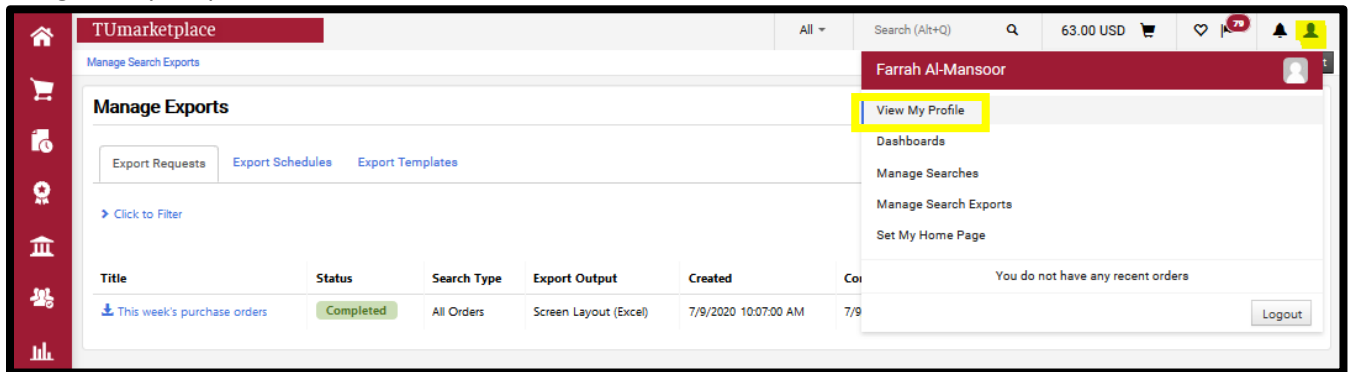 TUmarketplace
All
Search (Alt+Q)
63.00 USD
79
Manage Search Exports
Farrah Al-Mansoor
Manage Exports
View My Profile
Dashboards
Export Requests Export Schedules Export Templates
Manage Searches
Manage Search Exports
Click to Filter
Set My Home Page
You do not have any recent orders
Title Status Search Type Export Output Created
This week's purchase orders Completed All Orders Screen Layout (Excel) 7/9/2020 10:07:00 AM 7/9
Logout